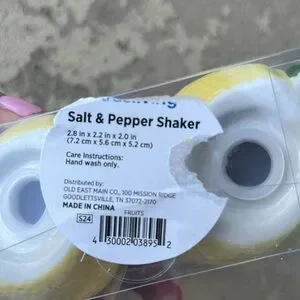 Salt & Pepper Shaker
2.8 in x 2.2 in x 2.0 in
(7.2 cm x 5.6 cm x 5.2 cm)
Care Instructions:
Hand wash only.
Distributed by:
OLD EAST MAIN CO., 100 MISSION RIDGE
GOODLETTSVILLE, TN 37072-2170
MADE IN CHINA
FRUITS
S24
4 30002 03895 2